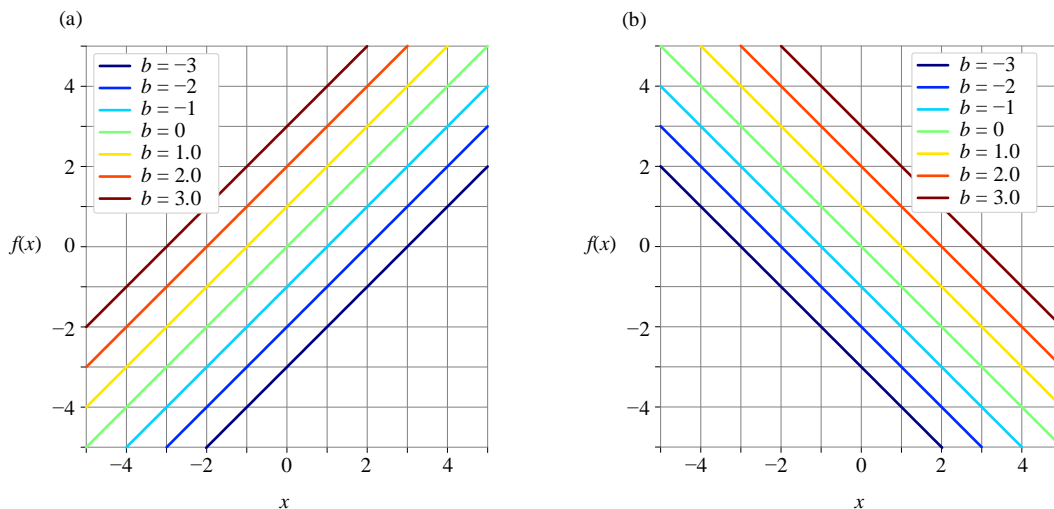 (a)
b = −3
b = −2
b = −1
b = 0
b = 1.0
b = 2.0
b = 3.0
4
2
0
−2
−4
f(x)
−4
−2
0
2
4
x
(b)
b = −3
b = −2
b = −1
b = 0
b = 1.0
b = 2.0
b = 3.0
4
2
0
−2
−4
f(x)
−4
−2
0
2
4
x